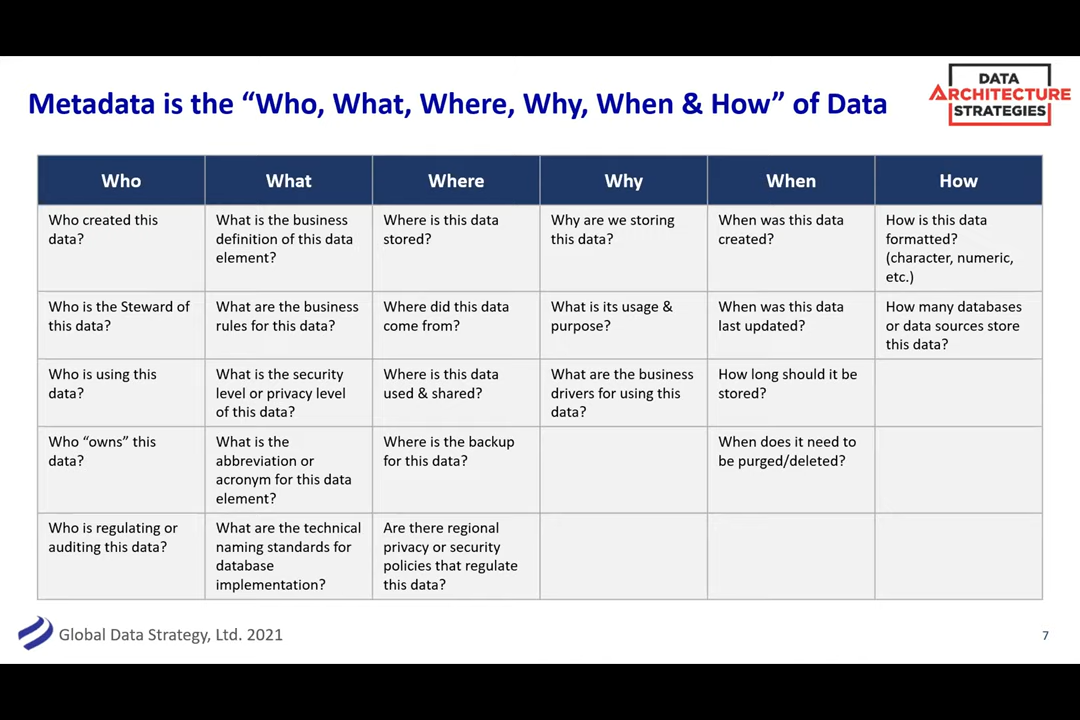 Metadata is the “Who, What, Where, Why, When & How” of Data
DATA
ARCHITECTURE
STRATEGIES
Who
What
Where
Why
When
How
Who created this
data?
What is the business
definition of this data
element?
Where is this data
stored?
Why are we storing
this data?
When was this data
created?
How is this data
formatted?
(character, numeric,
etc.)
Who is the Steward of
this data?
What are the business
rules for this data?
Where did this data
come from?
What is its usage &
purpose?
When was this data
last updated?
How many databases
or data sources store
this data?
Who is using this
data?
What is the security
level or privacy level
of this data?
Where is this data
used & shared?
What are the business
drivers for using this
data?
How long should it be
stored?
Who “owns” this
data?
What is the
abbreviation or
acronym for this data
element?
Where is the backup
for this data?
When does it need to
be purged/deleted?
Who is regulating or
auditing this data?
What are the technical
naming standards for
database
implementation?
Are there regional
privacy or security
policies that regulate
this data?
Global Data Strategy, Ltd. 2021
7